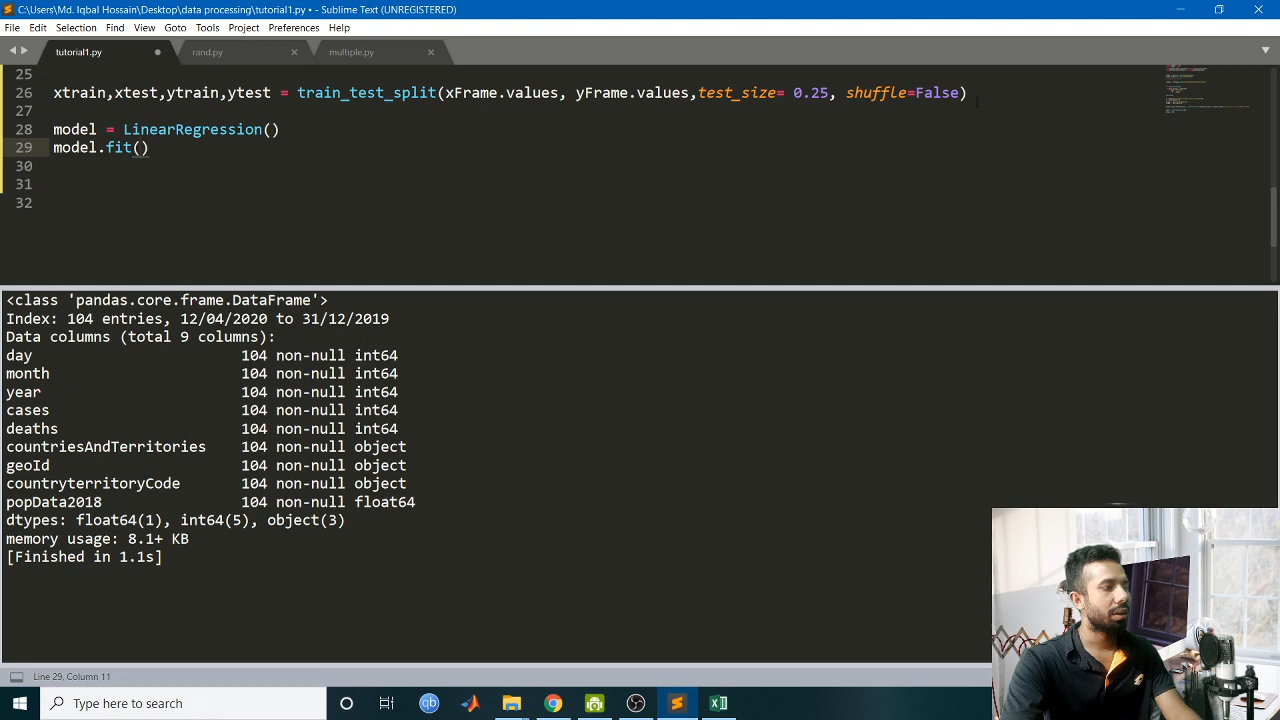 C:\Users\Md. Iqbal Hossain\Desktop\data processing\tutorial1.py • - Sublime Text (UNREGISTERED)
File Edit Selection Find View Goto Tools Project Preferences Help
tutorial1.py rand.py multiple.py
25
26 xtrain,xtest,ytrain,ytest = train_test_split(xFrame.values, yFrame.values,test_size= 0.25, shuffle=False)
27
28 model = LinearRegression()
29 model.fit()
30
31
32
<class 'pandas.core.frame.DataFrame'>
Index: 104 entries, 12/04/2020 to 31/12/2019
Data columns (total 9 columns):
day 104 non-null int64
month 104 non-null int64
year 104 non-null int64
cases 104 non-null int64
deaths 104 non-null int64
countriesAndTerritories 104 non-null object
geoId 104 non-null object
countryterritoryCode 104 non-null object
popData2018 104 non-null float64
dtypes: float64(1), int64(5), object(3)
memory usage: 8.1+ KB
[Finished in 1.1s]
Line 29, Column 11
Type here to search